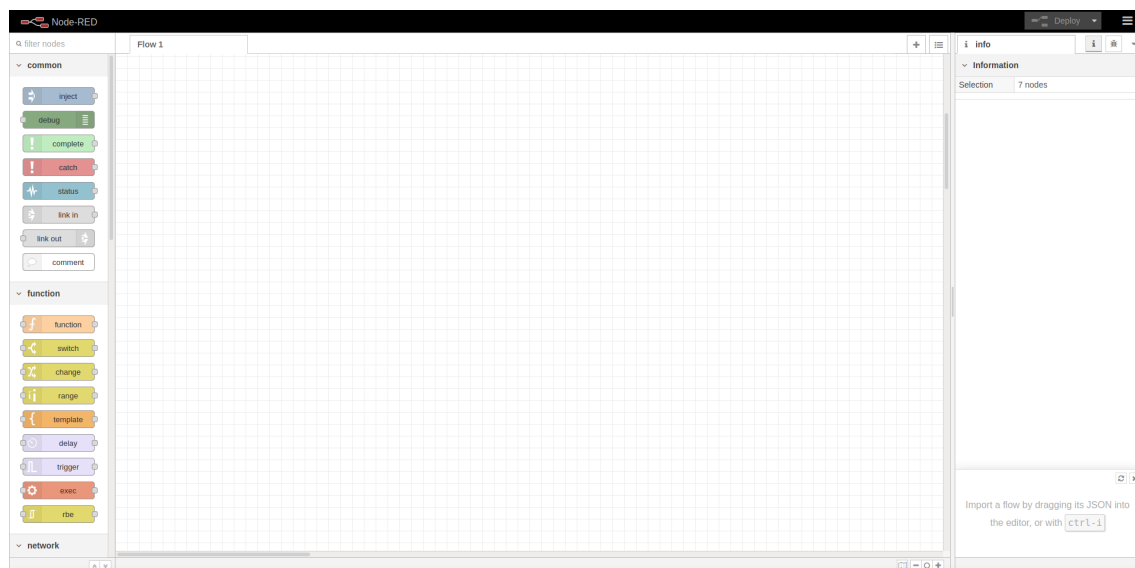 Node-RED
Deploy
filter nodes
Flow 1
info
common
Information
Selection
7 nodes
inject
debug
complete
catch
status
link in
link out
comment
function
function
switch
change
range
template
delay
trigger
exec
rbe
network
Import a flow by dragging its JSON into
the editor, or with ctrl-i